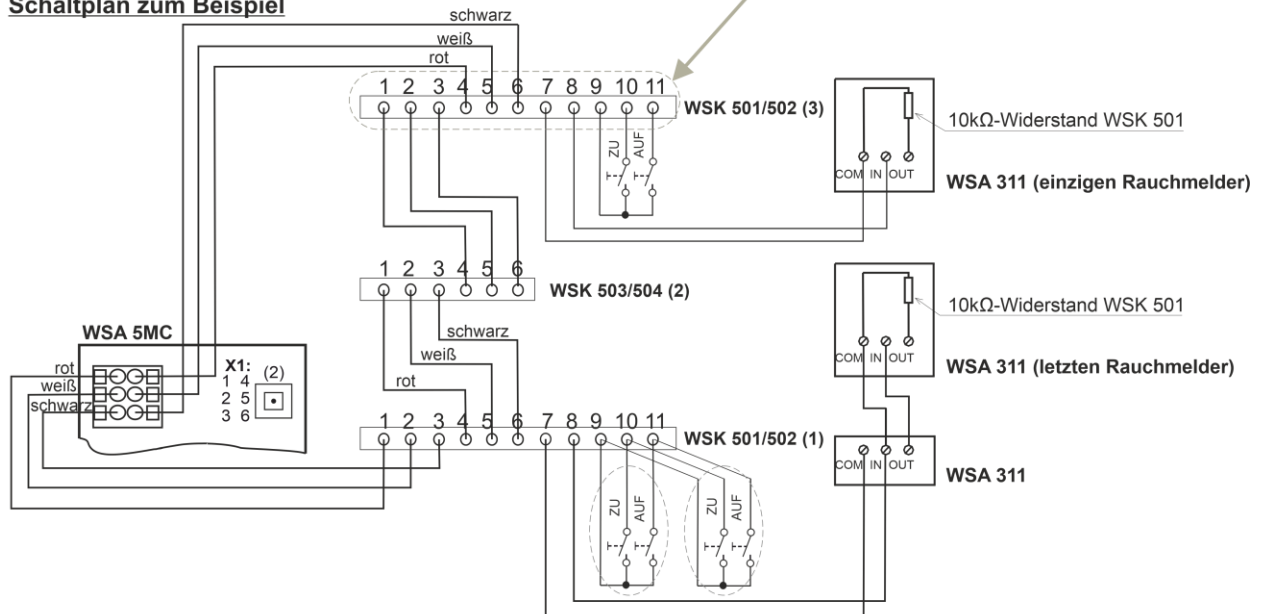 Schaltplan zum Beispiel
schwarz
weiß
rot
1 2 3 4 5 6 7 8 9 10 11
WSK 501/502 (3)
ZU
AUF
10kΩ-Widerstand WSK 501
COM IN OUT
WSA 311 (einzigen Rauchmelder)
1 2 3 4 5 6
WSK 503/504 (2)
10kΩ-Widerstand WSK 501
COM IN OUT
WSA 311 (letzten Rauchmelder)
schwarz
weiß
rot
WSA 5MC
rot
weiß
schwarz
X1:
1 4
2 5
3 6
(2)
1 2 3 4 5 6 7 8 9 10 11
WSK 501/502 (1)
COM IN OUT
WSA 311
ZU
AUF
ZU
AUF